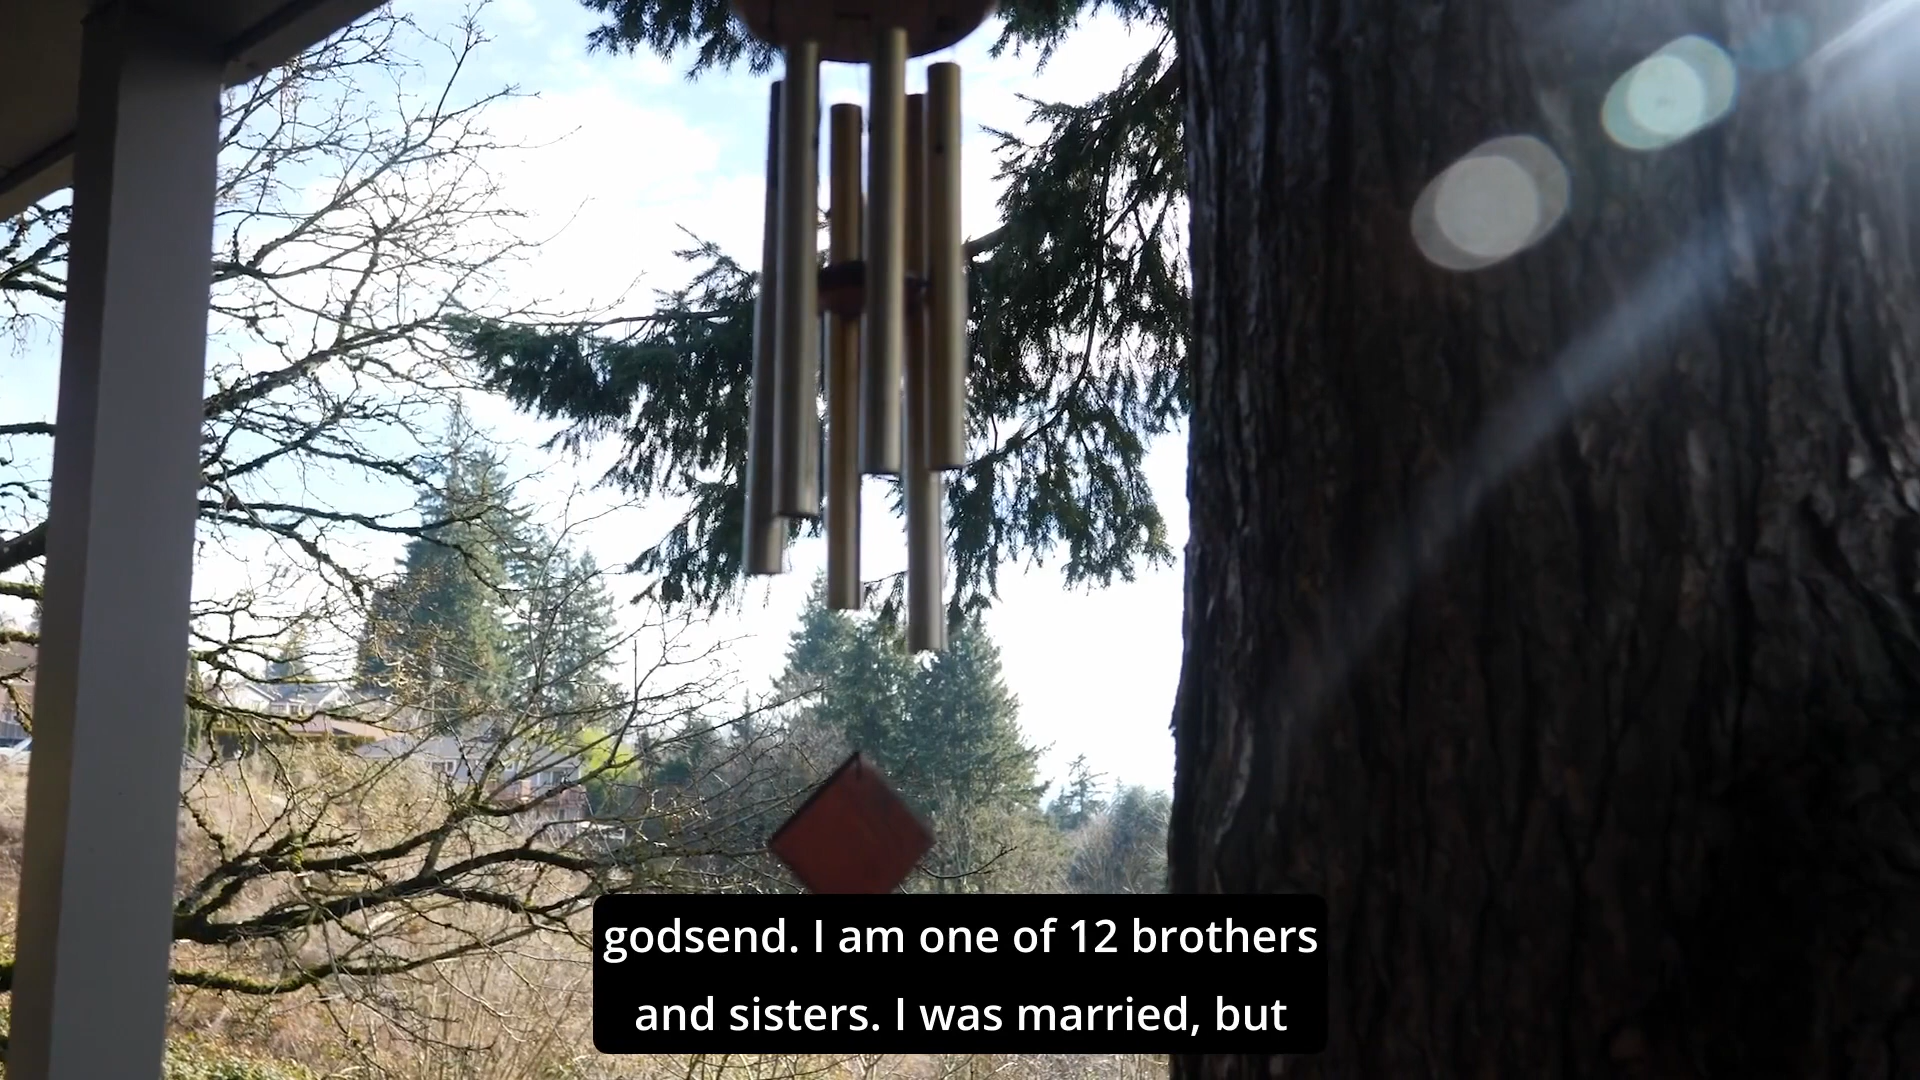 godsend. I am one of 12 brothers
and sisters. I was married, but